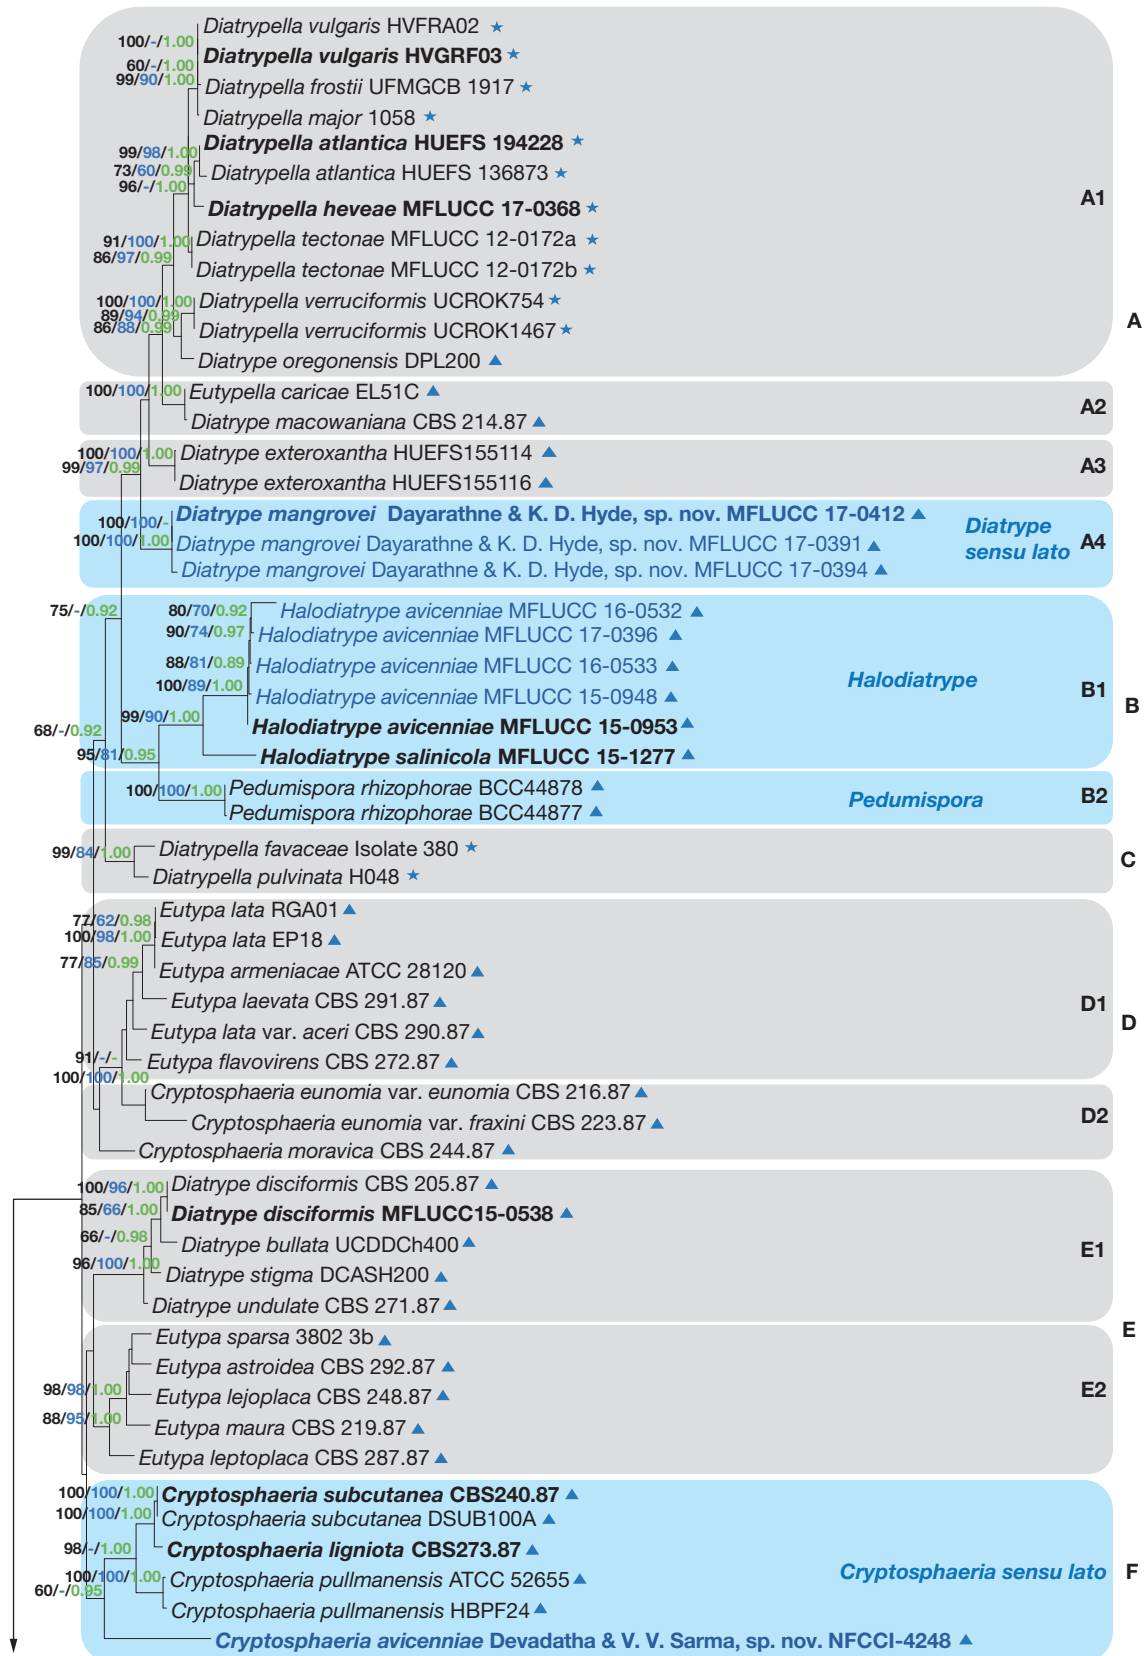 Diatrypella vulgaris HVFRA02
100/-/1.00
Diatrypella vulgaris HVGRF03
60/-/1.00
99/90/1.00
Diatrypella frostii UFMGCB 1917
Diatrypella major 1058
Diatrypella atlantica HUEFS 194228
99/98/1.00
73/60/0.99
Diatrypella atlantica HUEFS 136873
96/-/1.00
A1
Diatrypella heveae MFLUCC 17-0368
91/100/1.00
Diatrypella tectonae MFLUCC 12-0172a
86/97/0.99
Diatrypella tectonae MFLUCC 12-0172b
100/100/1.00
Diatrypella verruciformis UCROK754
89/94/0.99
A
86/88/0.99
Diatrypella verruciformis UCROK1467
Diatrype oregonensis DPL200
100/100/1.00
Eutypella caricae EL51C
A2
Diatrype macowaniana CBS 214.87
100/100/1.00
Diatrype exteroxantha HUEFS155114
99/97/0.99
A3
Diatrype exteroxantha HUEFS155116
Diatrype mangrovei Dayarathne & K. D. Hyde, sp. nov. MFLUCC 17-0412
100/100/-
Diatrype
sensu lato
A4
100/100/1.00
Diatrype mangrovei Dayarathne & K. D. Hyde, sp. nov. MFLUCC 17-0391
Diatrype mangrovei Dayarathne & K. D. Hyde, sp. nov. MFLUCC 17-0394
75/-/0.92
80/70/0.92
Halodiatrype avicenniae MFLUCC 16-0532
90/74/0.97
Halodiatrype avicenniae MFLUCC 17-0396
88/81/0.89
Halodiatrype avicenniae MFLUCC 16-0533
Halodiatrype
100/89/1.00
B1
Halodiatrype avicenniae MFLUCC 15-0948
B
99/90/1.00
Halodiatrype avicenniae MFLUCC 15-0953
68/-/0.92
95/81/0.95
Halodiatrype salinicola MFLUCC 15-1277
100/100/1.00
Pedumispora rhizophorae BCC44878
Pedumispora
B2
Pedumispora rhizophorae BCC44877
99/84/1.00
Diatrypella favaceae Isolate 380
C
Diatrypella pulvinata H048
Eutypa lata RGA01
77/62/0.98
100/98/1.00
Eutypa lata EP18
77/85/0.99
Eutypa armeniacae ATCC 28120
Eutypa laevata CBS 291.87
D1
D
Eutypa lata var. aceri CBS 290.87
91/-/-
Eutypa flavovirens CBS 272.87
100/100/1.00
Cryptosphaeria eunomia var. eunomia CBS 216.87
D2
Cryptosphaeria eunomia var. fraxini CBS 223.87
Cryptosphaeria moravica CBS 244.87
100/96/1.00
Diatrype disciformis CBS 205.87
85/66/1.00
Diatrype disciformis MFLUCC15-0538
66/-/0.98
Diatrype bullata UCDDCh400
E1
96/100/1.00
Diatrype stigma DCASH200
Diatrype undulate CBS 271.87
E
Eutypa sparsa 3802 3b
Eutypa astroidea CBS 292.87
98/98/1.00
E2
Eutypa lejoplaca CBS 248.87
88/95/1.00
Eutypa maura CBS 219.87
Eutypa leptoplaca CBS 287.87
100/100/1.00
Cryptosphaeria subcutanea CBS240.87
100/100/1.00
Cryptosphaeria subcutanea DSUB100A
98/-/1.00
Cryptosphaeria ligniota CBS273.87
Cryptosphaeria sensu lato
F
100/100/1.00
Cryptosphaeria pullmanensis ATCC 52655
60/-/0.95
Cryptosphaeria pullmanensis HBPF24
Cryptosphaeria avicenniae Devadatha & V. V. Sarma, sp. nov. NFCCI-4248